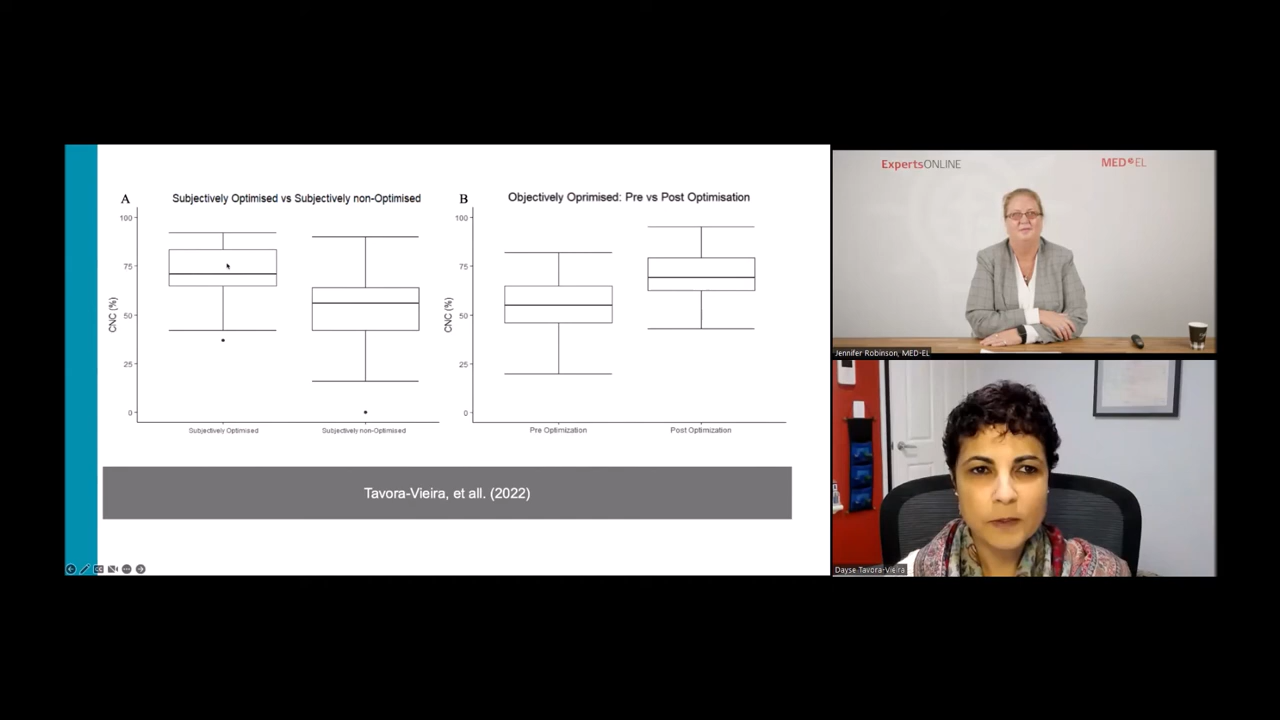 A
Subjectively Optimised vs Subjectively non-Optimised
100
75
50
25
0
CNC (%)
Subjectively Optimised
Subjectively non-Optimised
B
Objectively Oprimised: Pre vs Post Optimisation
100
75
50
25
0
CNC (%)
Pre Optimization
Post Optimization
Tavora-Vieira, et all. (2022)
ExpertsONLINE
MED EL
Jennifer Robinson, MED-EL
Dayse Tavora-Vieira